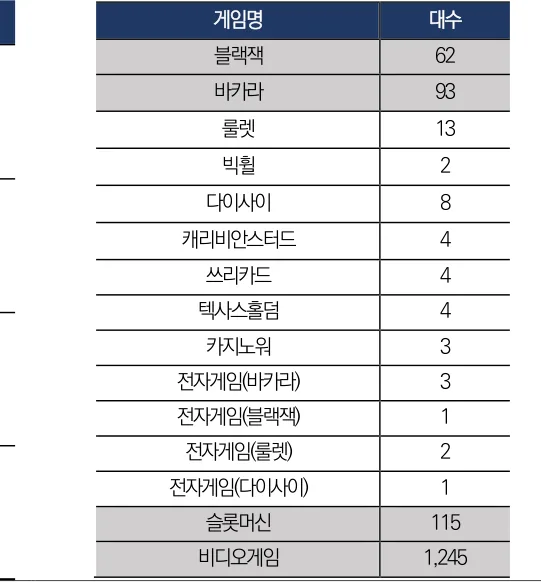 게임명 대수
블랙잭 62
바카라 93
룰렛 13
빅휠 2
다이사이 8
캐리비안스터드 4
쓰리카드 4
텍사스홀덤 4
카지노워 3
전자게임(바카라) 3
전자게임(블랙잭) 1
전자게임(룰렛) 2
전자게임(다이사이) 1
슬롯머신 115
비디오게임 1,245